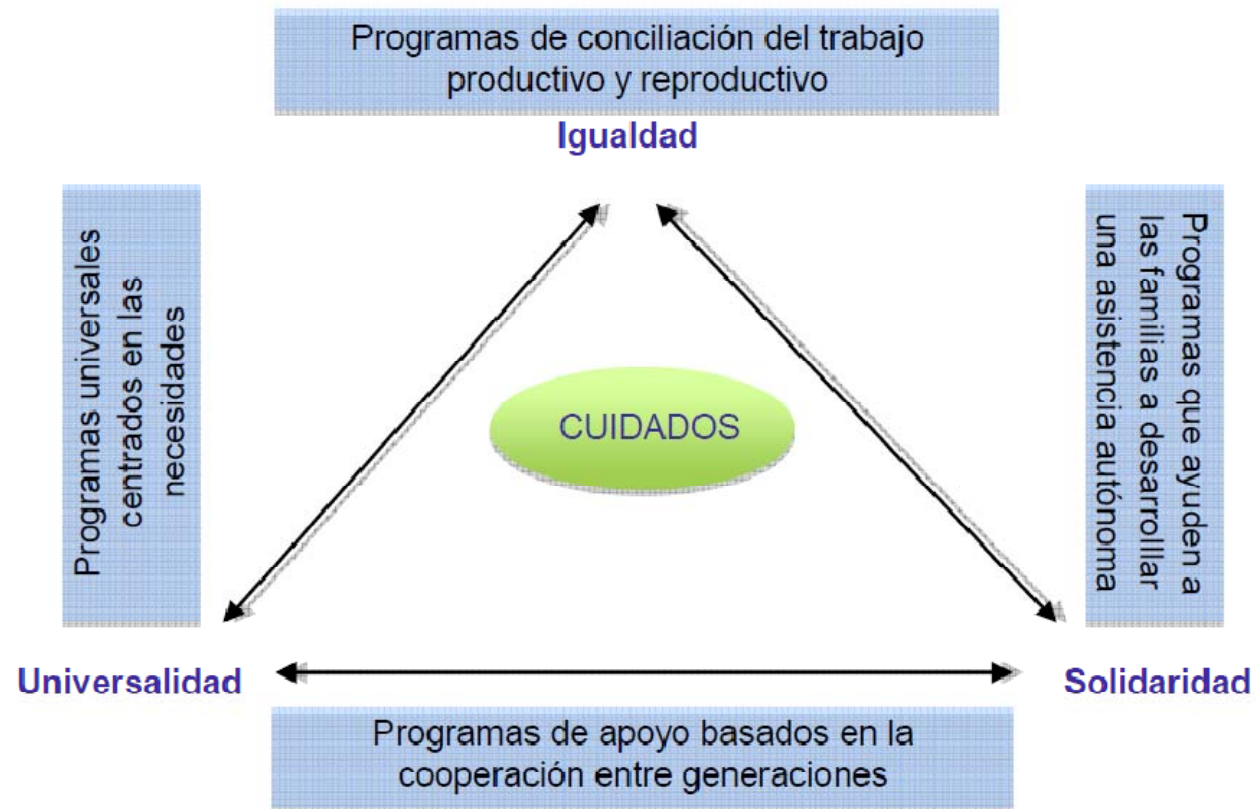 Programas de conciliación del trabajo
productivo y reproductivo
Igualdad
Programas universales
centrados en las
necesidades
Programas que ayuden a
las familias a desarrolllar
una asistencia autónoma
CUIDADOS
Universalidad
Solidaridad
Programas de apoyo basados en la
cooperación entre generaciones